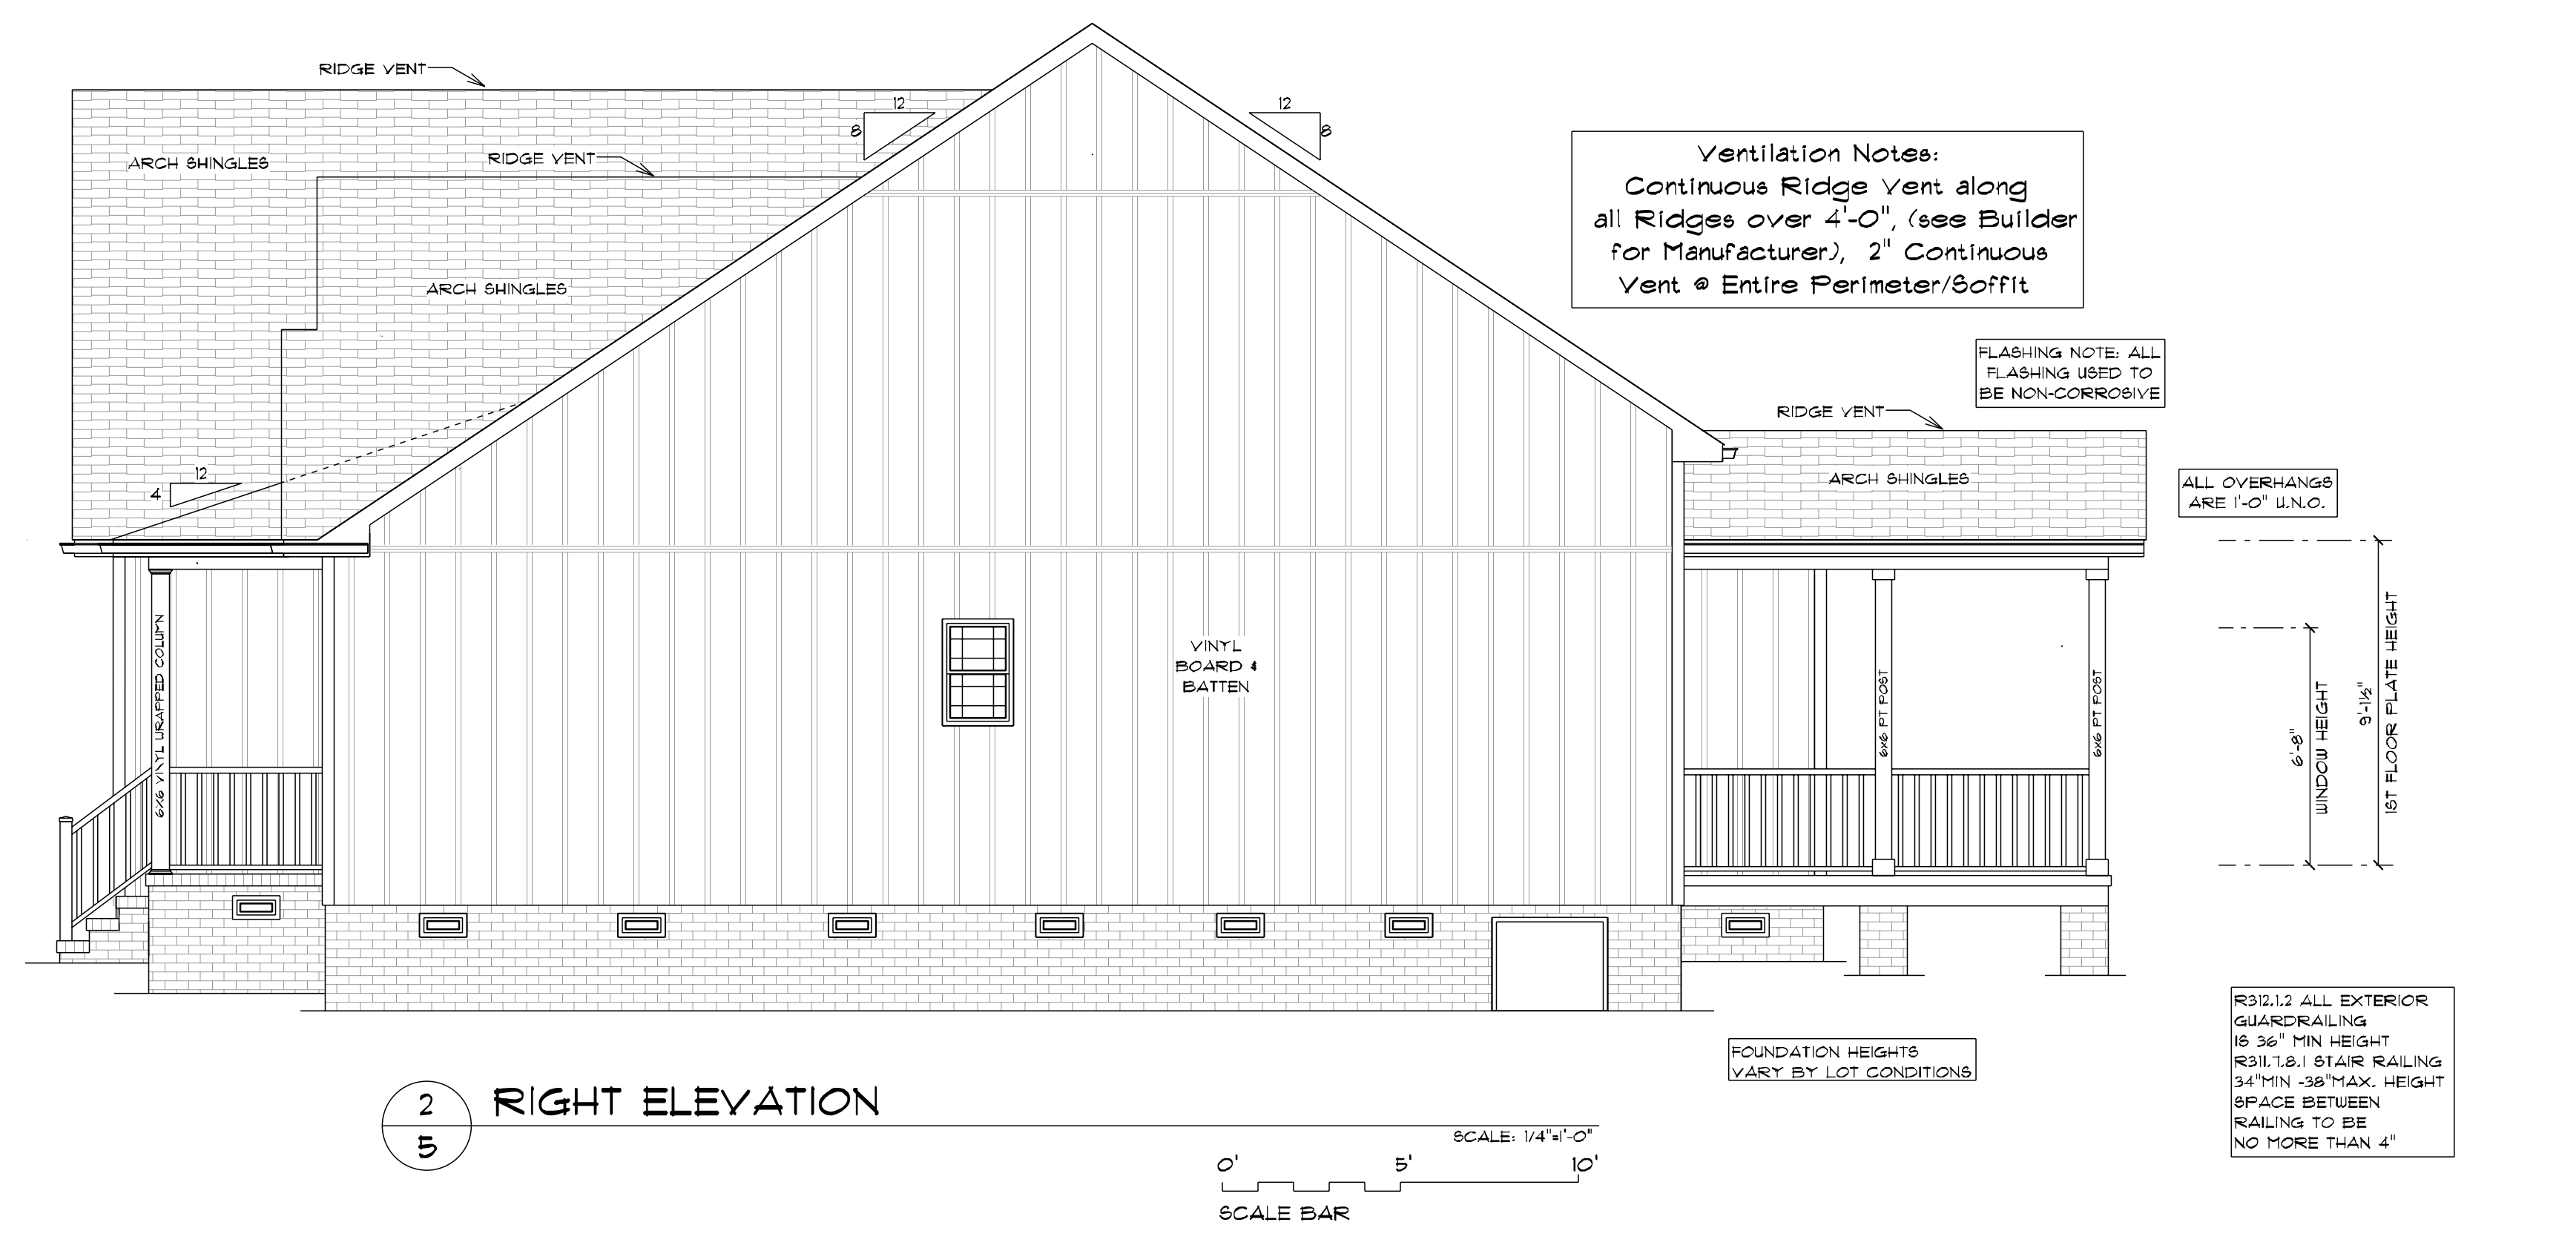 RIDGE VENT
12
8
12
8
ARCH SHINGLES
RIDGE VENT
Ventilation Notes:
Continuous Ridge Vent along
all Ridges over 4'-0", (see Builder
for Manufacturer), 2" Continuous
Vent @ Entire Perimeter/Soffit
ARCH SHINGLES
FLASHING NOTE: ALL
FLASHING USED TO
BE NON-CORROSIVE
RIDGE VENT
12
4
ARCH SHINGLES
ALL OVERHANGS
ARE 1'-0" U.N.O.
6X6 VINYL WRAPPED COLUMN
VINYL
BOARD &
BATTEN
6x6 PT POST
6x6 PT POST
6'-8"
WINDOW HEIGHT
9'-1½"
1ST FLOOR PLATE HEIGHT
R312.1.2 ALL EXTERIOR
GUARDRAILING
IS 36" MIN HEIGHT
R311.7.8.1 STAIR RAILING
34"MIN -38"MAX. HEIGHT
SPACE BETWEEN
RAILING TO BE
NO MORE THAN 4"
FOUNDATION HEIGHTS
VARY BY LOT CONDITIONS
2
5
RIGHT ELEVATION
SCALE: 1/4"=1'-0"
0' 5' 10'
SCALE BAR